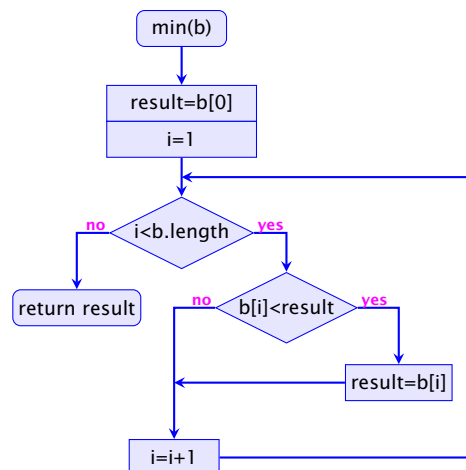 min(b)
result=b[0]
i=1
i<b.length
no
yes
return result
b[i]<result
no
yes
result=b[i]
i=i+1